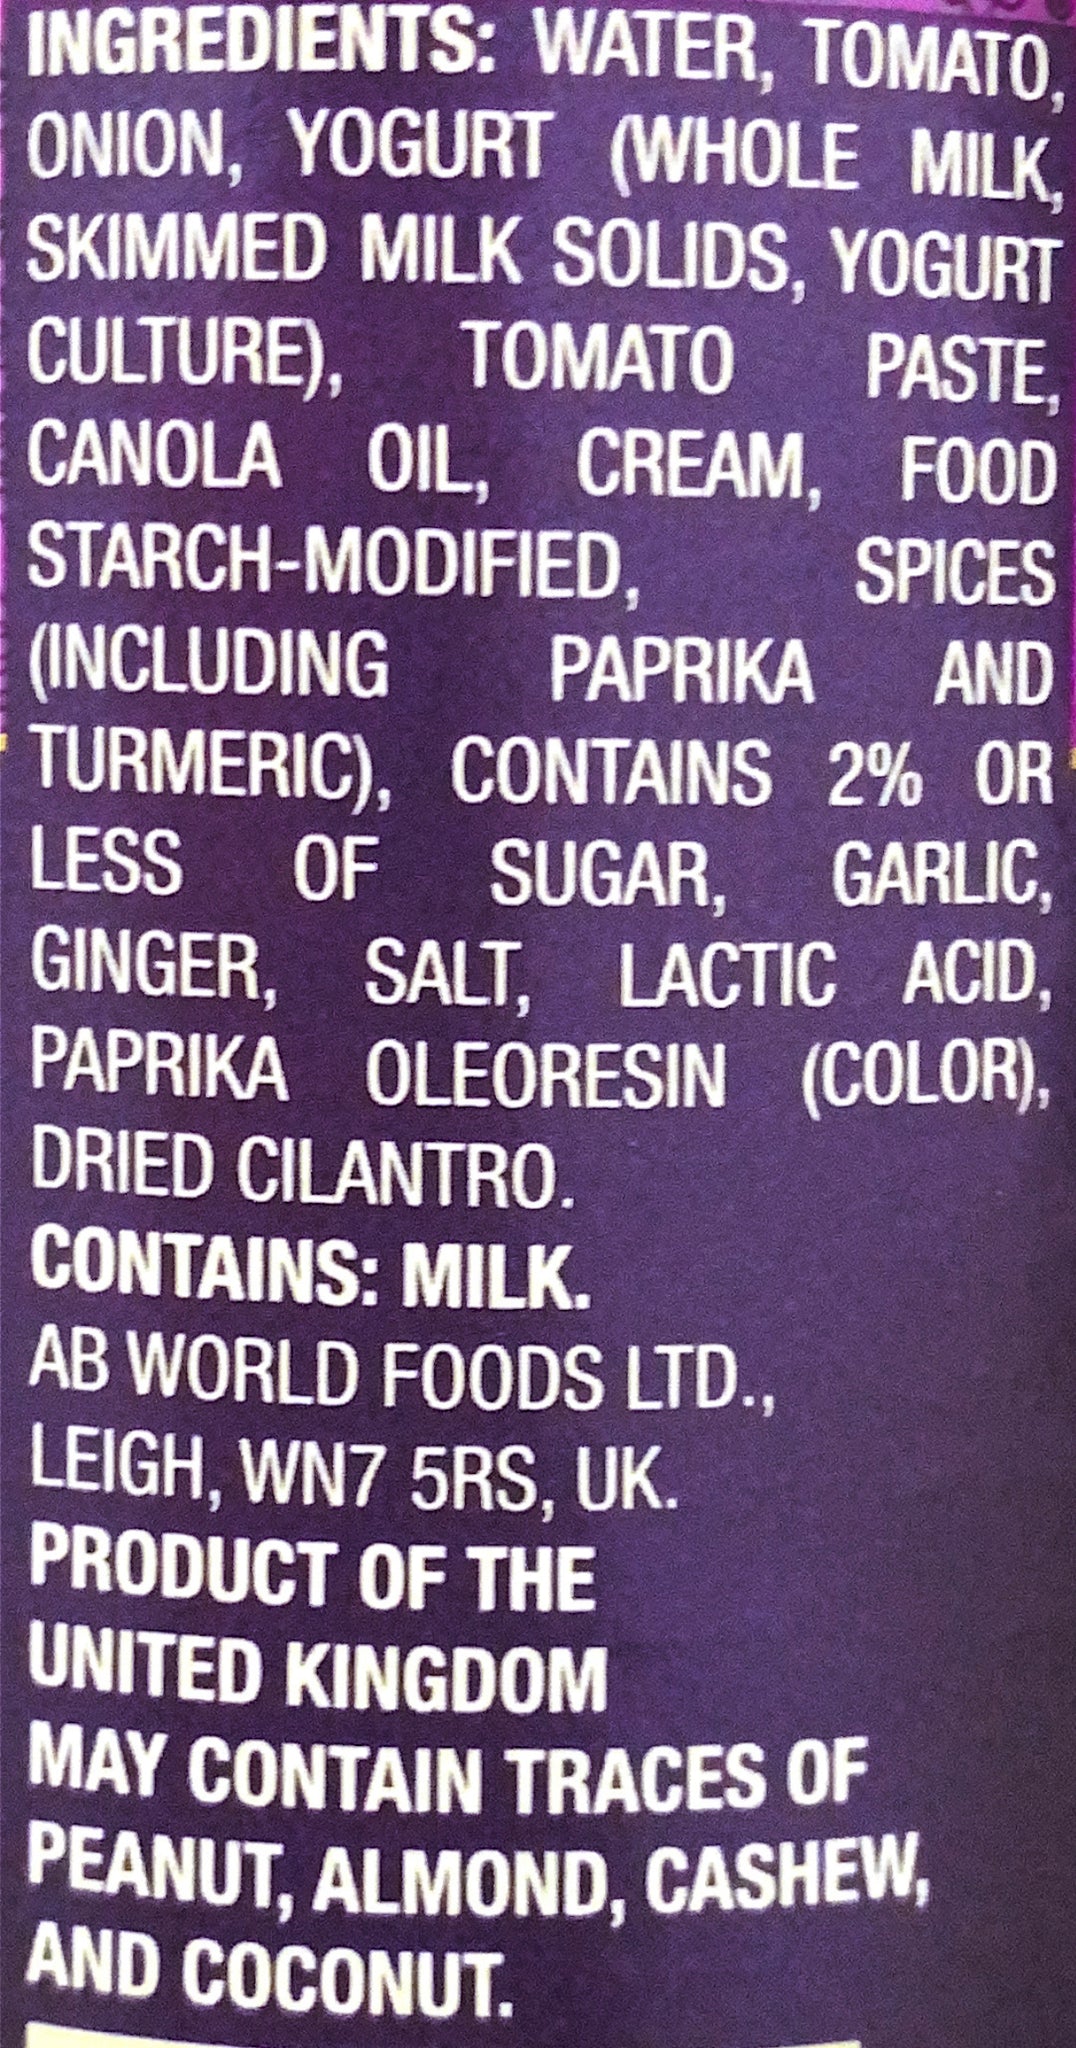 INGREDIENTS: WATER, TOMATO,
ONION, YOGURT (WHOLE MILK,
SKIMMED MILK SOLIDS, YOGURT
CULTURE), TOMATO PASTE,
CANOLA OIL, CREAM, FOOD
STARCH-MODIFIED, SPICES
(INCLUDING PAPRIKA AND
TURMERIC), CONTAINS 2% OR
LESS OF SUGAR, GARLIC,
GINGER, SALT, LACTIC ACID,
PAPRIKA OLEORESIN (COLOR),
DRIED CILANTRO.
CONTAINS: MILK.
AB WORLD FOODS LTD.,
LEIGH, WN7 5RS, UK.
PRODUCT OF THE
UNITED KINGDOM
MAY CONTAIN TRACES OF
PEANUT, ALMOND, CASHEW,
AND COCONUT.